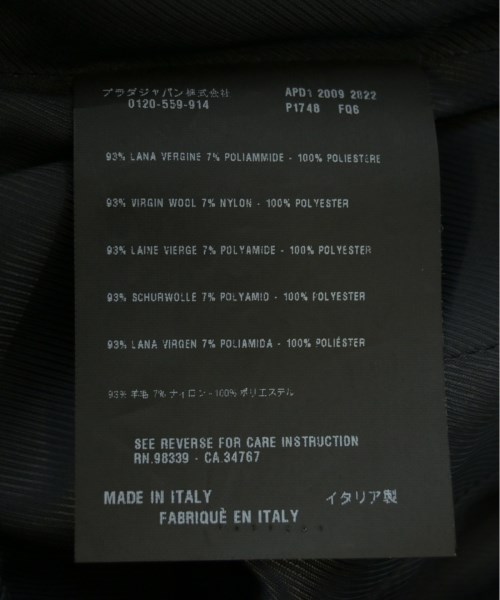 プラダジャパン株式会社 APD1 2009 2822
0120-559-914 P1748 FQ6
93% LANA VERGINE 7% POLIAMMIDE - 100% POLIESTERE
93% VIRGIN WOOL 7% NYLON - 100% POLYESTER
93% LAINE VIERGE 7% POLYAMIDE - 100% POLYESTER
93% SCHURWOLLE 7% POLYAMID - 100% POLYESTER
93% LANA VIRGEN 7% POLIAMIDA - 100% POLIÉSTER
93% 羊毛 7% ナイロン - 100% ポリエステル
SEE REVERSE FOR CARE INSTRUCTION
RN.98339 - CA.34767
MADE IN ITALY イタリア製
FABRIQUÈ EN ITALY